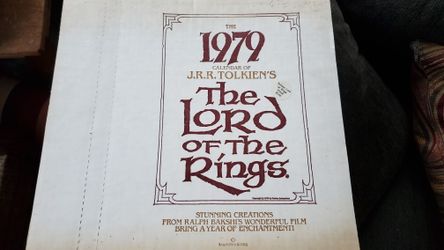 THE
1979
CALENDAR OF
J.R.R. TOLKIEN'S
The
LORD
OF THE
Rings.
STUNNING CREATIONS
FROM RALPH BAKSHI'S WONDERFUL FILM
BRING A YEAR OF ENCHANTMENT!